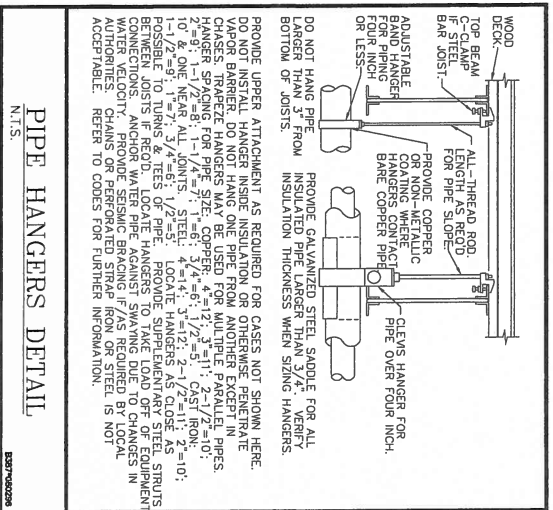 WOOD
DECK
TOP BEAM
C-CLAMP
IF STEEL
BAR JOIST.
ADJUSTABLE
BAND HANGER
FOR PIPING
FOUR INCH
OR LESS
ALL-THREAD ROD.
LENGTH AS REQ'D
FOR PIPE SLOPE
PROVIDE COPPER
OR NON-METALLIC
COATING WHERE
HANGERS CONTACT
BARE COPPER PIPE
CLEVIS HANGER FOR
PIPE OVER FOUR INCH.
DO NOT HANG PIPE
LARGER THAN 3" FROM
BOTTOM OF JOISTS.
PROVIDE GALVANIZED STEEL SADDLE FOR ALL
INSULATED PIPE LARGER THAN 3/4". VERIFY
INSULATION THICKNESS WHEN SIZING HANGERS.
PROVIDE UPPER ATTACHMENT AS REQUIRED FOR CASES NOT SHOWN HERE.
DO NOT INSTALL HANGER INSIDE INSULATION OR OTHERWISE PENETRATE
VAPOR BARRIER. DO NOT HANG ONE PIPE FROM ANOTHER EXCEPT IN
CHASES. TRAPEZE HANGERS MAY BE USED FOR MULTIPLE PARALLEL PIPES.
HANGER SPACING FOR PIPE SIZE: COPPER: 4"=12'; 3"=11'; 2-1/2"=10';
2"=9'; 1-1/2"=8'; 1-1/4"=7'; 1"=6'; 3/4"=6'; 1/2"=5'. CAST IRON:
10' & ONE NEAR ALL JOINTS. STEEL: 4"=14'; 3"=12'; 2-1/2"=11'; 2"=10';
1-1/2"=9'; 1"=7'; 3/4"=6'; 1/2"=5'. LOCATE HANGERS AS CLOSE AS
POSSIBLE TO TURNS & TEES OF PIPE. PROVIDE SUPPLEMENTARY STEEL STRUTS
BETWEEN JOISTS IF REQ'D. LOCATE HANGERS TO TAKE LOAD OFF OF EQUIPMENT
CONNECTIONS. ANCHOR WATER PIPE AGAINST SWAYING DUE TO CHANGES IN
WATER VELOCITY. PROVIDE SEISMIC BRACING IF/AS REQUIRED BY LOCAL
AUTHORITIES. CHAINS OR PERFORATED STRAP IRON OR STEEL IS NOT
ACCEPTABLE. REFER TO CODES FOR FURTHER INFORMATION.
PIPE HANGERS DETAIL
N.T.S.
B387*080296